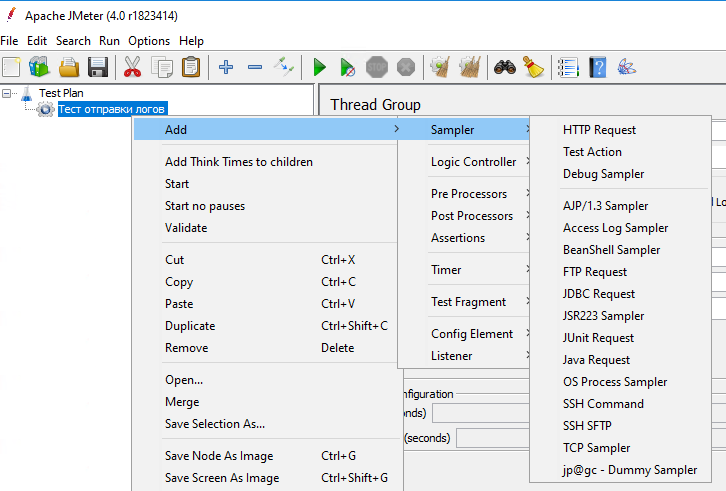 Apache JMeter (4.0 r1823414)
File Edit Search Run Options Help
STOP
Test Plan
Тест отправки логов
Thread Group
Add
Add Think Times to children
Start
Start no pauses
Validate
Cut Ctrl+X
Copy Ctrl+C
Paste Ctrl+V
Duplicate Ctrl+Shift+C
Remove Delete
Open...
Merge
Save Selection As...
Save Node As Image Ctrl+G
Save Screen As Image Ctrl+Shift+G
Sampler
Logic Controller
Pre Processors
Post Processors
Assertions
Timer
Test Fragment
Config Element
Listener
HTTP Request
Test Action
Debug Sampler
AJP/1.3 Sampler
Access Log Sampler
BeanShell Sampler
FTP Request
JDBC Request
JSR223 Sampler
JUnit Request
Java Request
OS Process Sampler
SSH Command
SSH SFTP
TCP Sampler
jp@gc - Dummy Sampler
l Lo
nfiguration
nds)
(seconds)